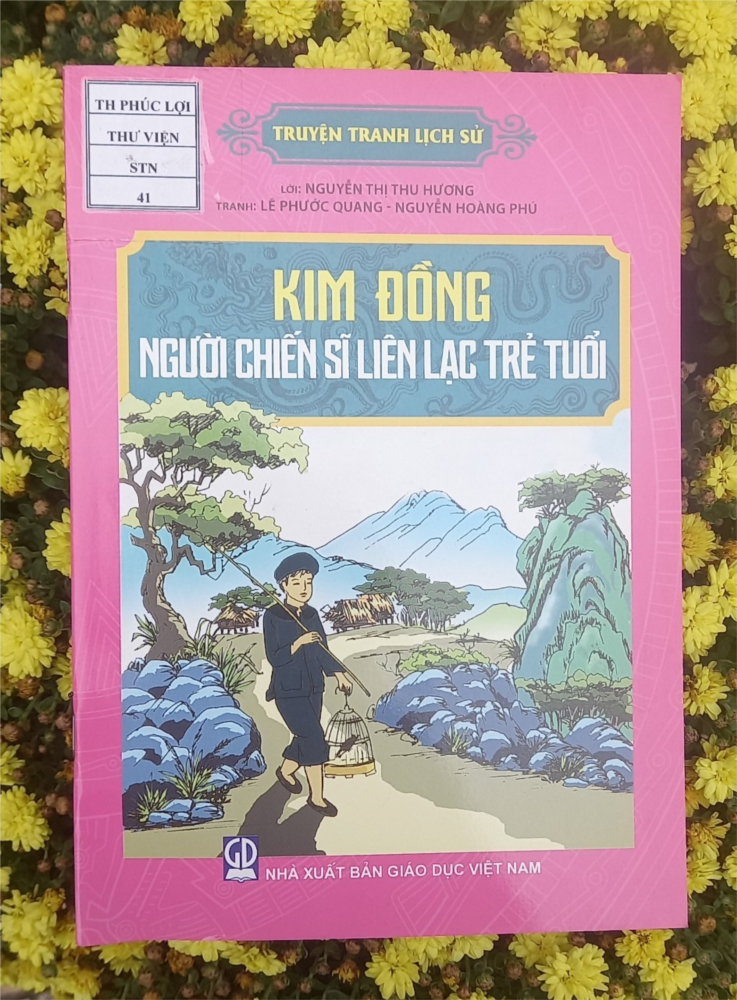 TH PHÚC LỢI
THƯ VIỆN
STN
41
TRUYỆN TRANH LỊCH SỬ
LỜI: NGUYỄN THỊ THU HƯƠNG
TRANH: LÊ PHƯỚC QUANG - NGUYỄN HOÀNG PHÚ
KIM ĐỒNG
NGƯỜI CHIẾN SĨ LIÊN LẠC TRẺ TUỔI
GD
NHÀ XUẤT BẢN GIÁO DỤC VIỆT NAM